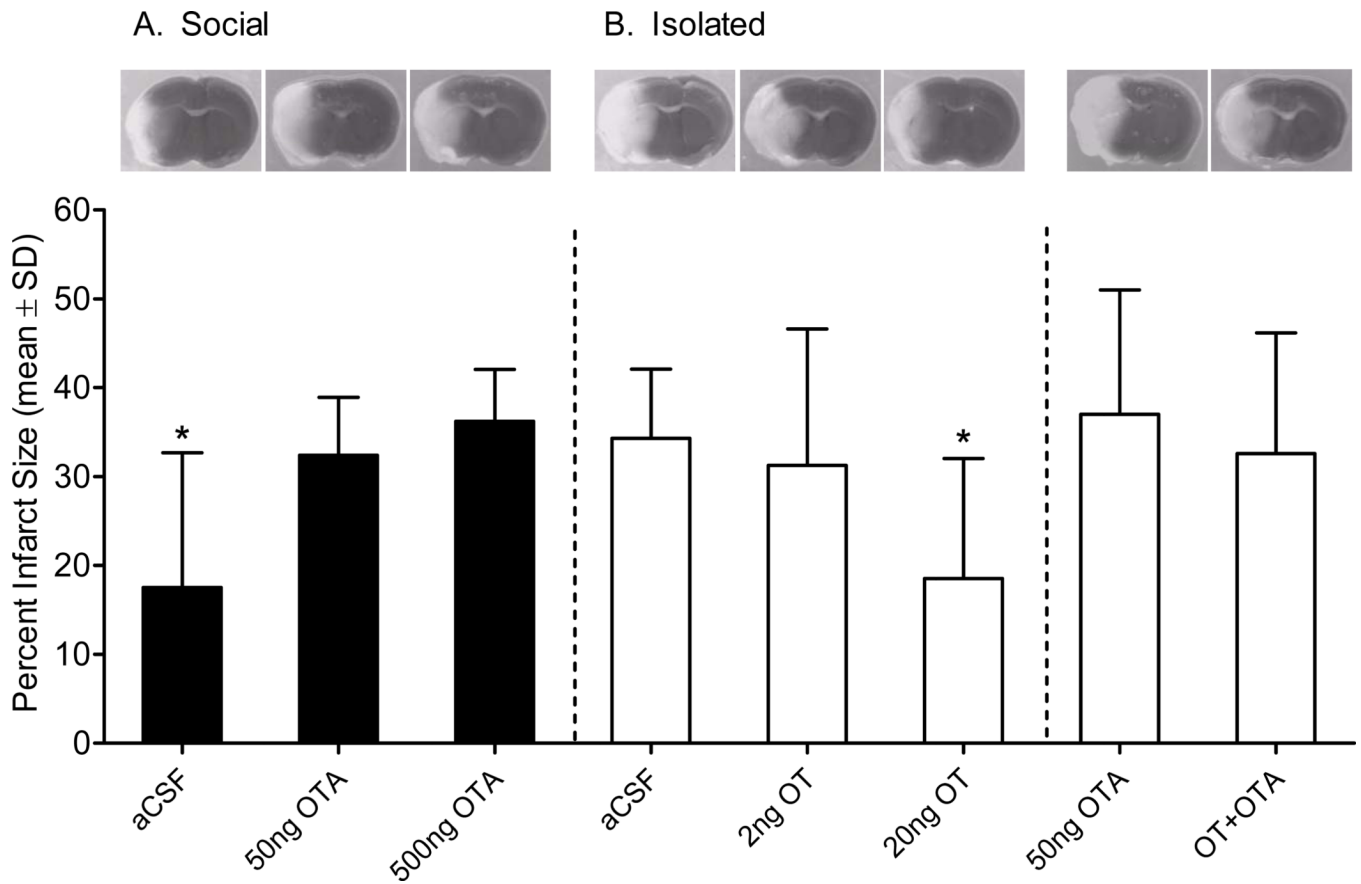 A. Social
B. Isolated
Percent Infarct Size (mean ± SD)
60
50
40
30
20
10
0
*
*
aCSF
50ng OTA
500ng OTA
aCSF
2ng OT
20ng OT
50ng OTA
OT+OTA